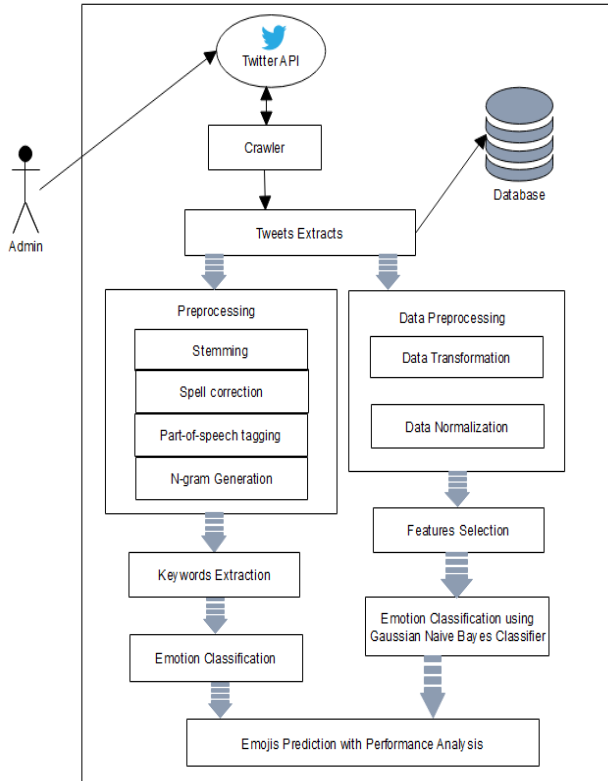 Twitter API
Crawler
Database
Admin
Tweets Extracts
Preprocessing
Stemming
Spell correction
Part-of-speech tagging
N-gram Generation
Data Preprocessing
Data Transformation
Data Normalization
Keywords Extraction
Features Selection
Emotion Classification
Emotion Classification using
Gaussian Naive Bayes Classifier
Emojis Prediction with Performance Analysis